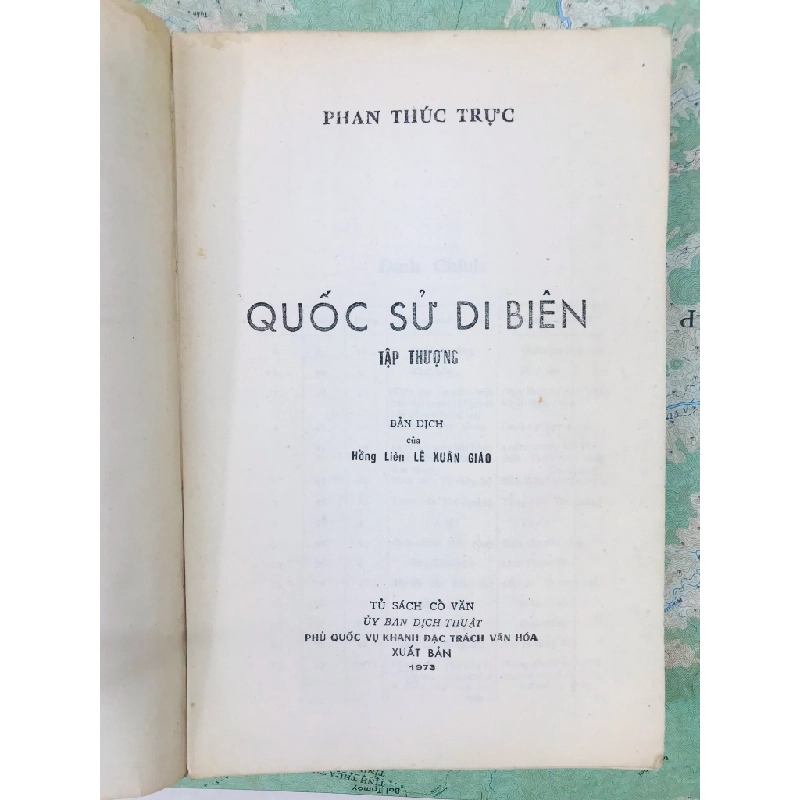 PHAN THÚC TRỰC
QUỐC SỬ DI BIÊN
TẬP THƯỢNG
BẢN DỊCH
của
Hồng Liên LÊ XUÂN GIÁO
TỦ SÁCH CỔ VĂN
ỦY BAN DỊCH THUẬT
PHỦ QUỐC VỤ KHANH ĐẶC TRÁCH VĂN HÓA
XUẤT BẢN
1973